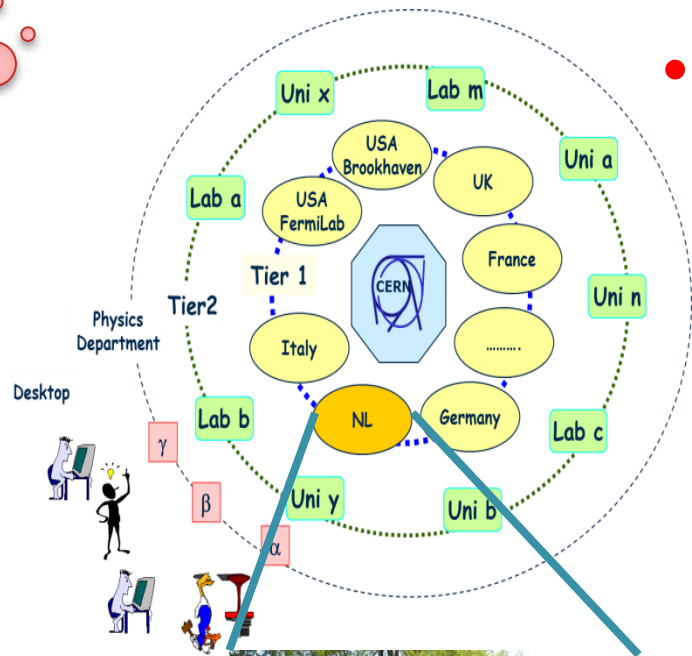 Uni x
Lab m
USA
Brookhaven
Uni a
UK
Lab a
USA
FermiLab
France
Tier 1
CERN
Uni n
Tier2
Physics
Department
Italy
……….
Desktop
NL
Germany
Lab b
Lab c
γ
Uni y
Uni b
β
α